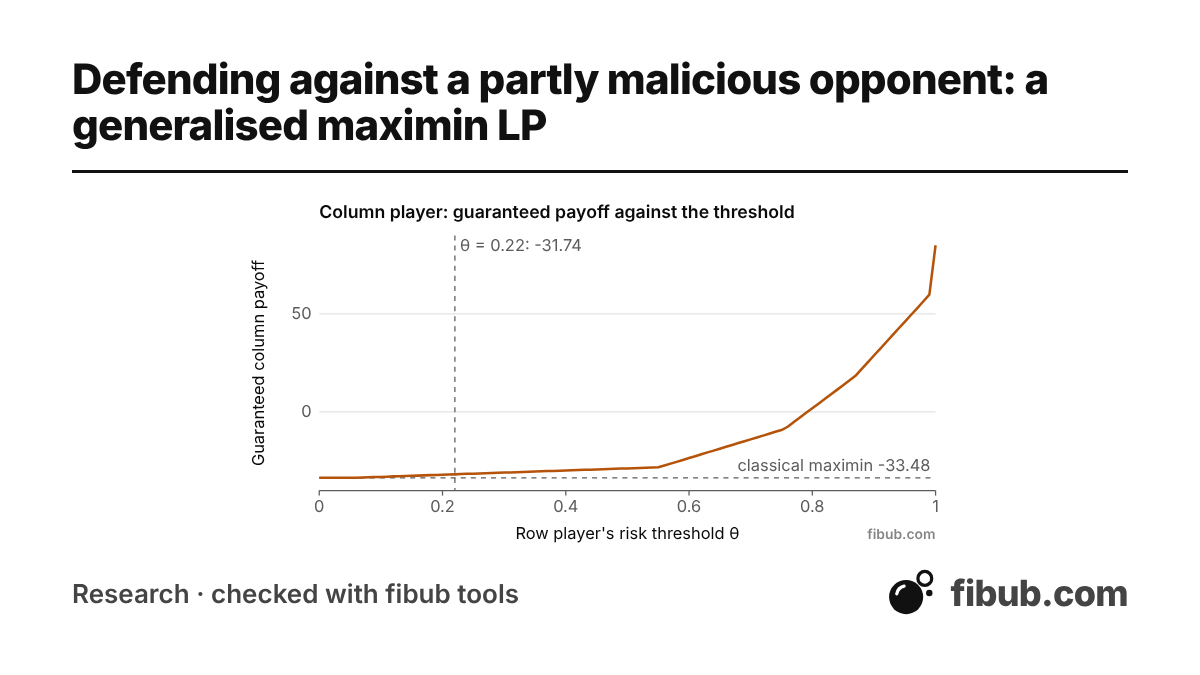 Defending against a partly malicious opponent: a
generalised maximin LP
Column player: guaranteed payoff against the threshold
θ = 0.22: -31.74
Guaranteed column payoff
50
0
classical maximin -33.48
0 0.2 0.4 0.6 0.8 1
Row player's risk threshold θ
fibub.com
Research · checked with fibub tools
fibub.com